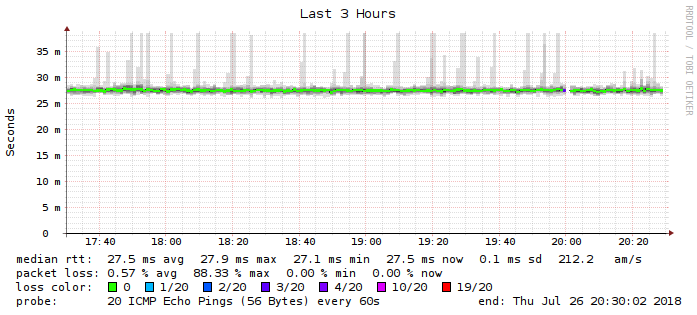 Last 3 Hours
RRDTOOL / TOBI OETIKER
Seconds
35 m
30 m
25 m
20 m
15 m
10 m
5 m
0
17:40 18:00 18:20 18:40 19:00 19:20 19:40 20:00 20:20
median rtt: 27.5 ms avg 27.9 ms max 27.1 ms min 27.5 ms now 0.1 ms sd 212.2 am/s
packet loss: 0.57 % avg 88.33 % max 0.00 % min 0.00 % now
loss color: 0 1/20 2/20 3/20 4/20 10/20 19/20
probe: 20 ICMP Echo Pings (56 Bytes) every 60s end: Thu Jul 26 20:30:02 2018